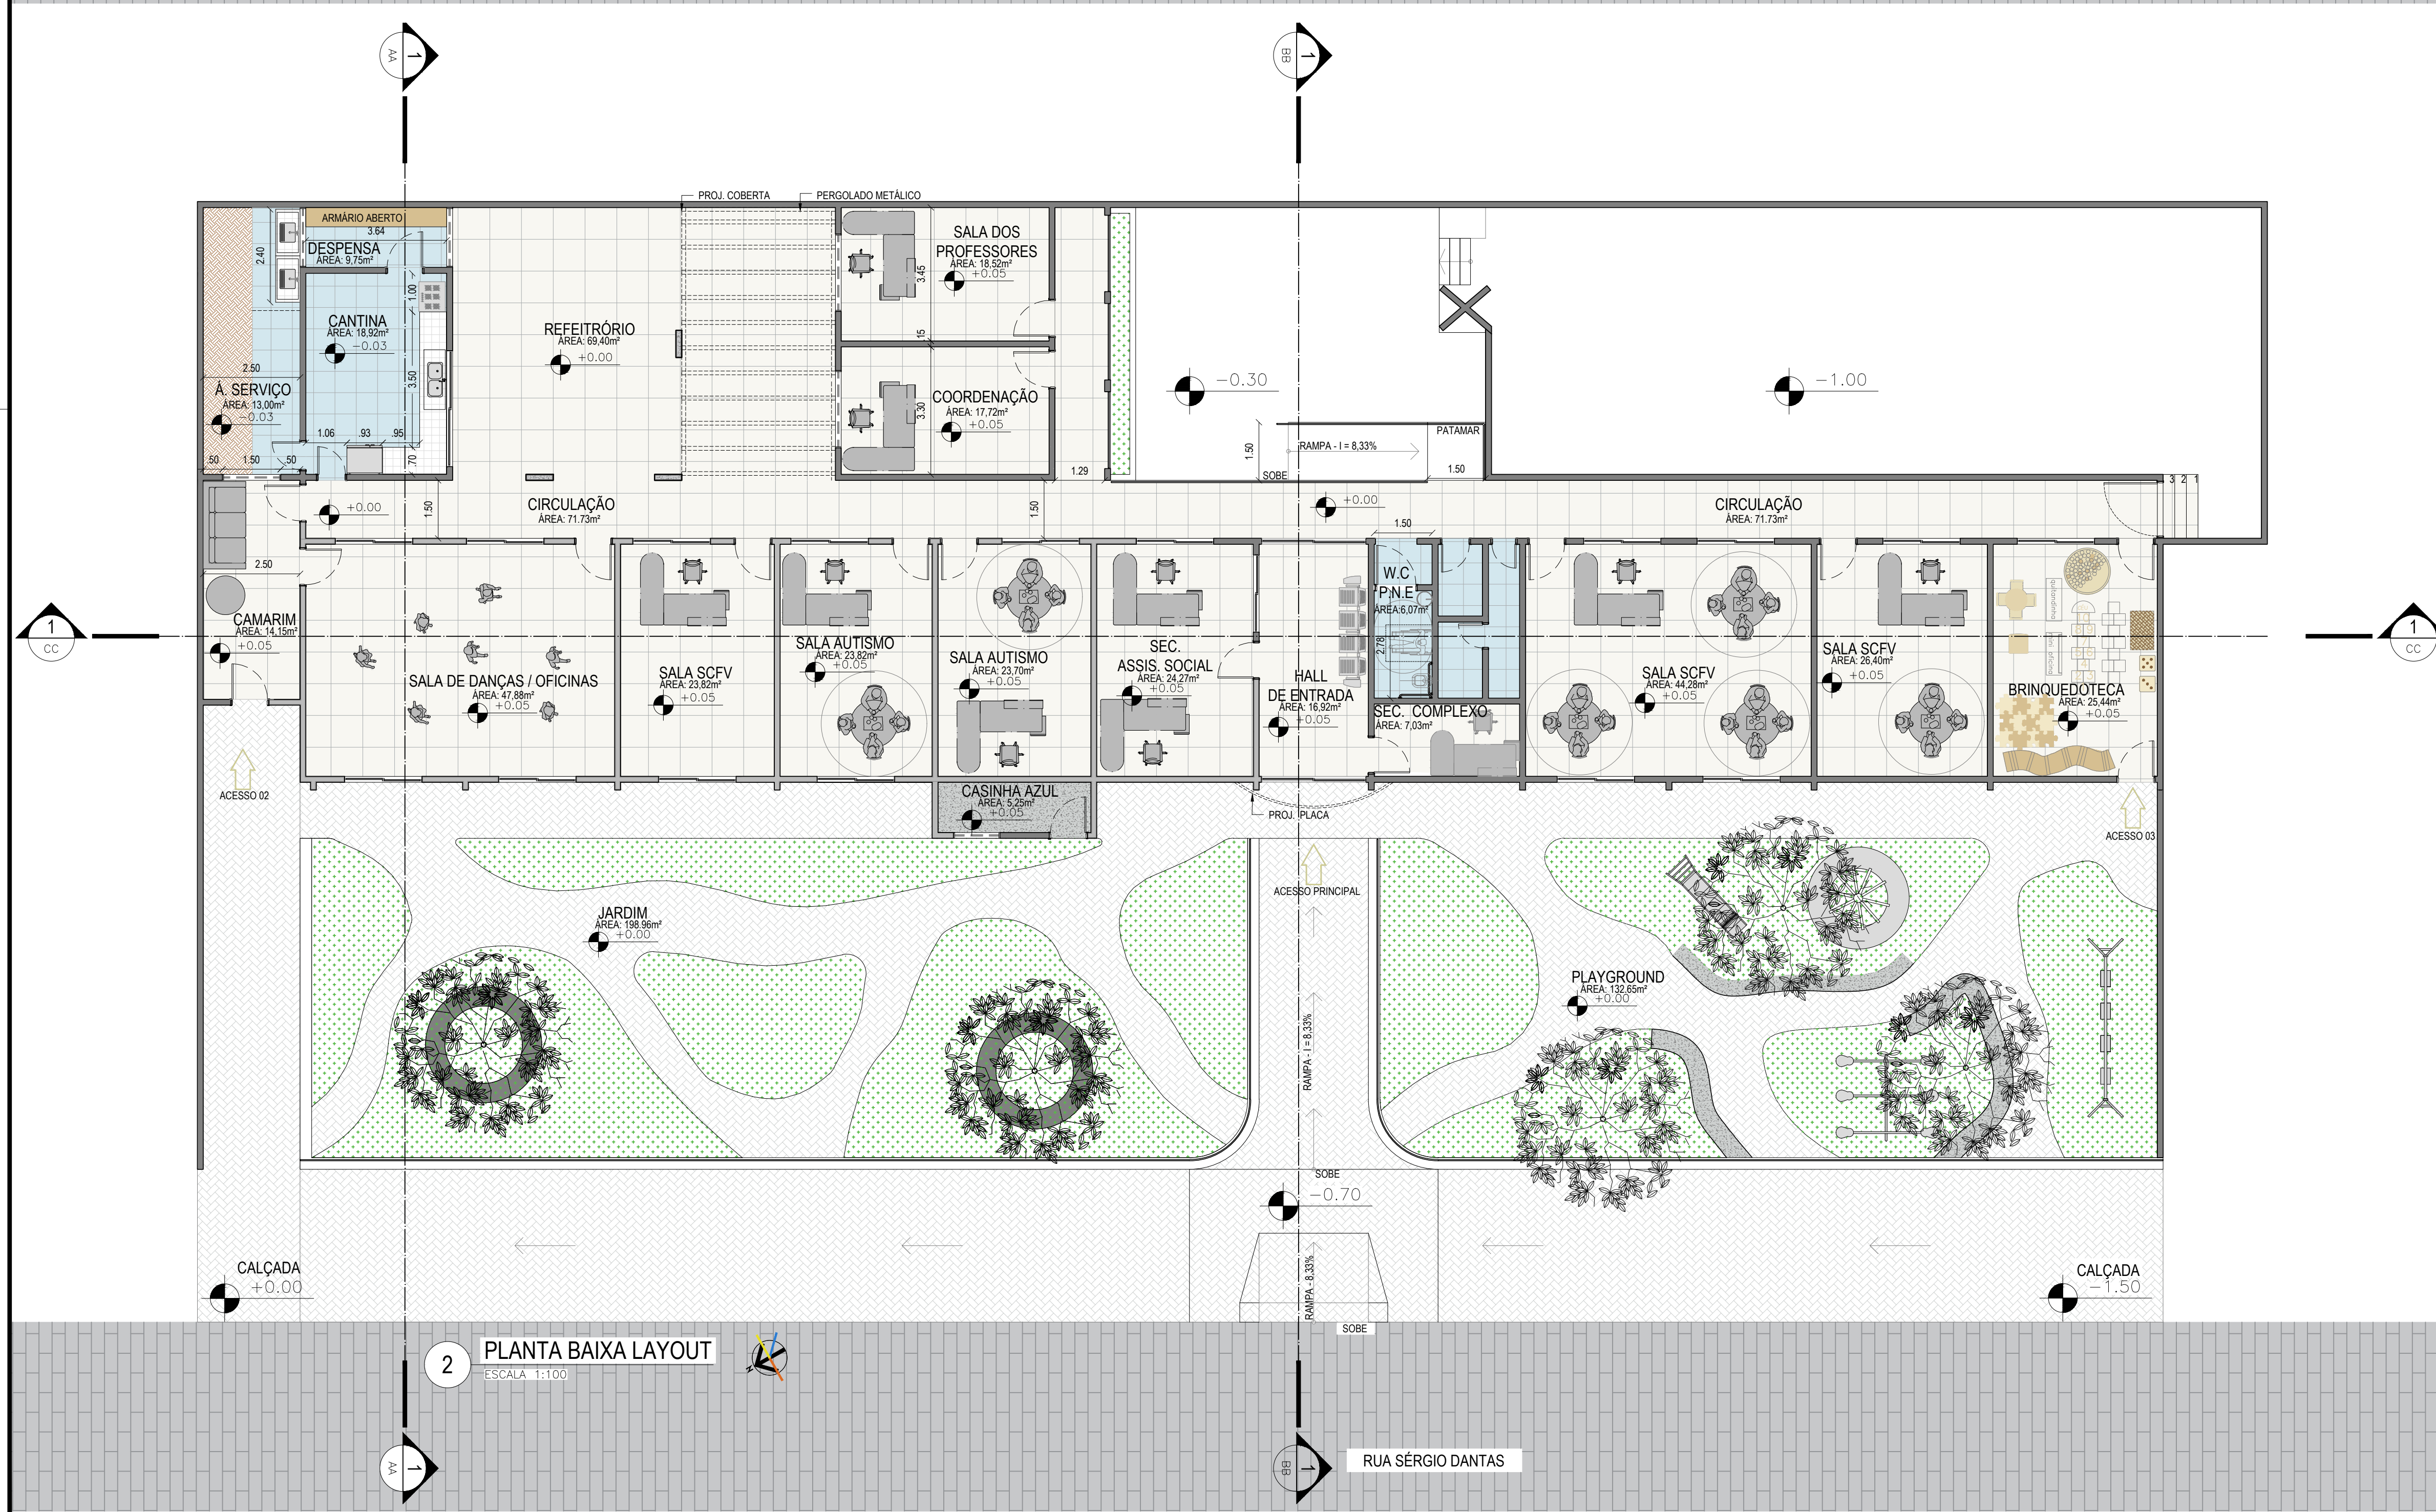 1
AA
1
BB
PROJ. COBERTA
PERGOLADO METÁLICO
ARMÁRIO ABERTO
3.64
DESPENSA
ÁREA: 9,75m²
2.40
SALA DOS
PROFESSORES
ÁREA: 18,52m²
+0.05
3.45
1.00
CANTINA
ÁREA: 18,92m²
-0.03
REFEITRÓRIO
ÁREA: 69,40m²
+0.00
.15
3.50
2.50
Á. SERVIÇO
ÁREA: 13,00m²
-0.03
COORDENAÇÃO
ÁREA: 17,72m²
+0.05
3.30
-0.30
-1.00
1.06
.93
.95
.70
.50
1.50
.50
1.29
1.50
RAMPA - I = 8,33%
PATAMAR
1.50
SOBE
+0.00
1.50
CIRCULAÇÃO
ÁREA: 71.73m²
1.50
+0.00
1.50
CIRCULAÇÃO
ÁREA: 71.73m²
3 2 1
2.50
CAMARIM
ÁREA: 14,15m²
+0.05
SALA DE DANÇAS / OFICINAS
ÁREA: 47,88m²
+0.05
SALA SCFV
ÁREA: 23,82m²
+0.05
SALA AUTISMO
ÁREA: 23,82m²
+0.05
SALA AUTISMO
ÁREA: 23,70m²
+0.05
SEC.
ASSIS. SOCIAL
ÁREA: 24,27m²
+0.05
HALL
DE ENTRADA
ÁREA: 16,92m²
+0.05
W.C
P.N.E
ÁREA:6,07m²
2.78
SEC. COMPLEXO
ÁREA: 7,03m²
SALA SCFV
ÁREA: 44,28m²
+0.05
SALA SCFV
ÁREA: 26,40m²
+0.05
quitandinha
mini oficina
BRINQUEDOTECA
ÁREA: 25,44m²
+0.05
1
CC
1
CC
ACESSO 02
CASINHA AZUL
ÁREA: 5,25m²
+0.05
PROJ. PLACA
ACESSO 03
ACESSO PRINCIPAL
JARDIM
ÁREA: 198.96m²
+0.00
PLAYGROUND
ÁREA: 132,65m²
+0.00
RAMPA - I = 8,33%
SOBE
-0.70
CALÇADA
+0.00
RAMPA - 8,33%
CALÇADA
-1.50
SOBE
2
PLANTA BAIXA LAYOUT
ESCALA 1:100
N
1
AA
1
BB
RUA SÉRGIO DANTAS